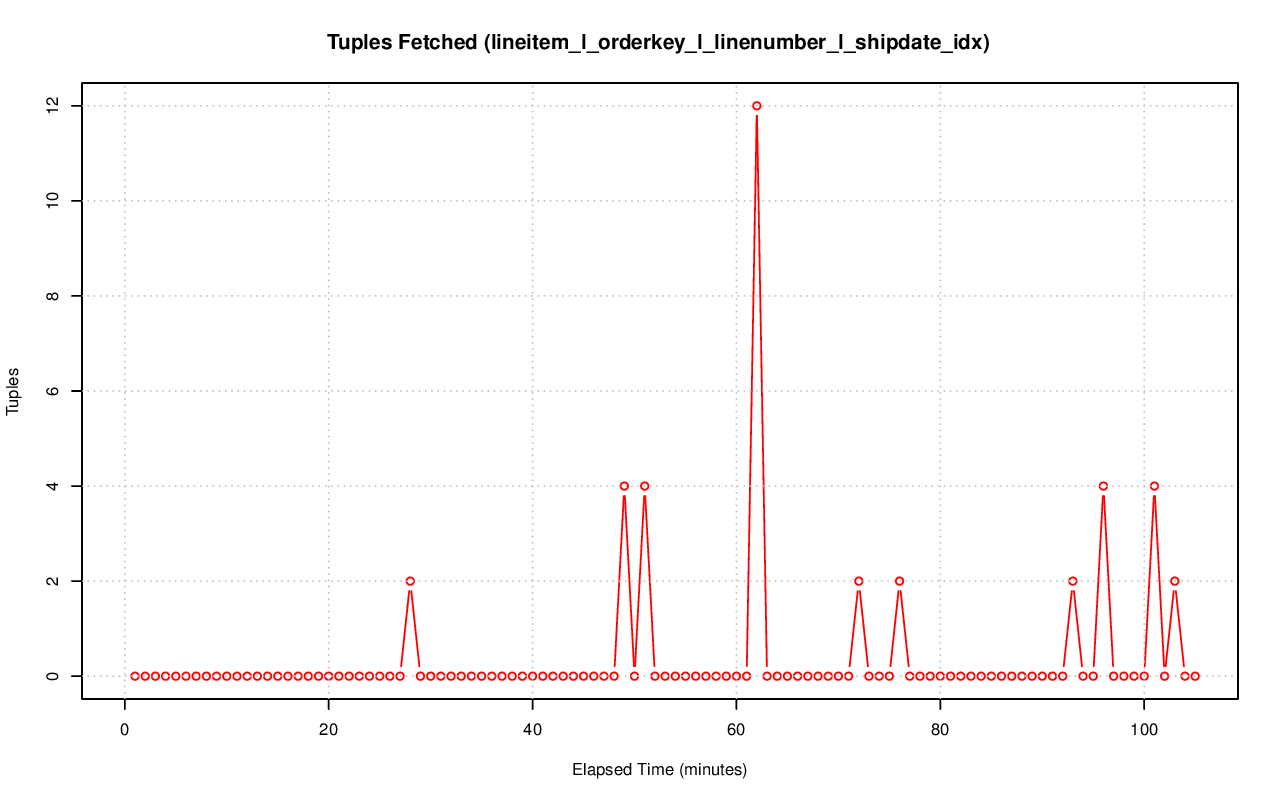 Tuples Fetched (lineitem_l_orderkey_l_linenumber_l_shipdate_idx)
12
10
8
6
4
2
0
Tuples
0 20 40 60 80 100
Elapsed Time (minutes)